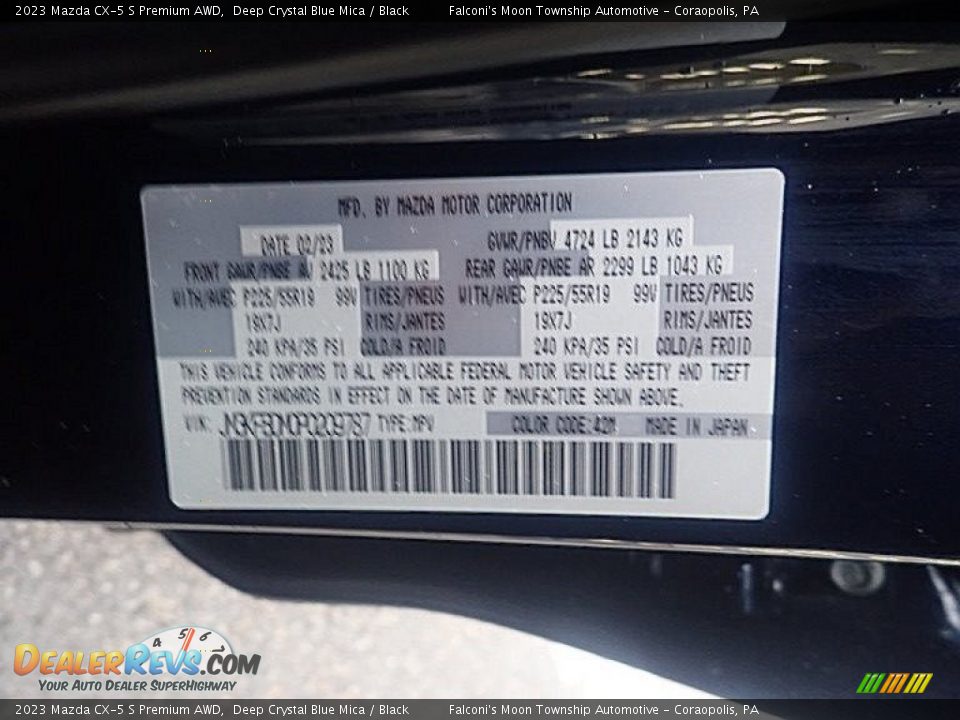 2023 Mazda CX-5 S Premium AWD, Deep Crystal Blue Mica / Black Falconi's Moon Township Automotive - Coraopolis, PA
MFD. BY MAZDA MOTOR CORPORATION
DATE 02/23 GVWR/PNBV 4724 LB 2143 KG
FRONT GAWR/PNBE AV 2425 LB 1100 KG REAR GAWR/PNBE AR 2299 LB 1043 KG
WITH/AVEC P225/55R19 99V TIRES/PNEUS WITH/AVEC P225/55R19 99V TIRES/PNEUS
19X7J RIMS/JANTES 19X7J RIMS/JANTES
240 KPA/35 PSI COLD/A FROID 240 KPA/35 PSI COLD/A FROID
THIS VEHICLE CONFORMS TO ALL APPLICABLE FEDERAL MOTOR VEHICLE SAFETY AND THEFT
PREVENTION STANDARDS IN EFFECT ON THE DATE OF MANUFACTURE SHOWN ABOVE.
VIN: TYPE:MPV COLOR CODE:42M MADE IN JAPAN
4 5 6
DealerRevs.com
Your Auto Dealer SuperHighway
2023 Mazda CX-5 S Premium AWD, Deep Crystal Blue Mica / Black Falconi's Moon Township Automotive - Coraopolis, PA